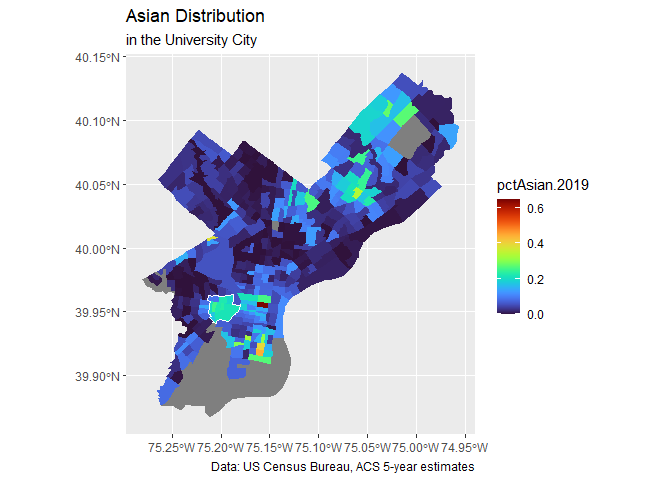 Asian Distribution
in the University City
40.15°N
40.10°N
40.05°N
40.00°N
39.95°N
39.90°N
75.25°W 75.20°W 75.15°W 75.10°W 75.05°W 75.00°W 74.95°W
pctAsian.2019
0.6
0.4
0.2
0.0
Data: US Census Bureau, ACS 5-year estimates